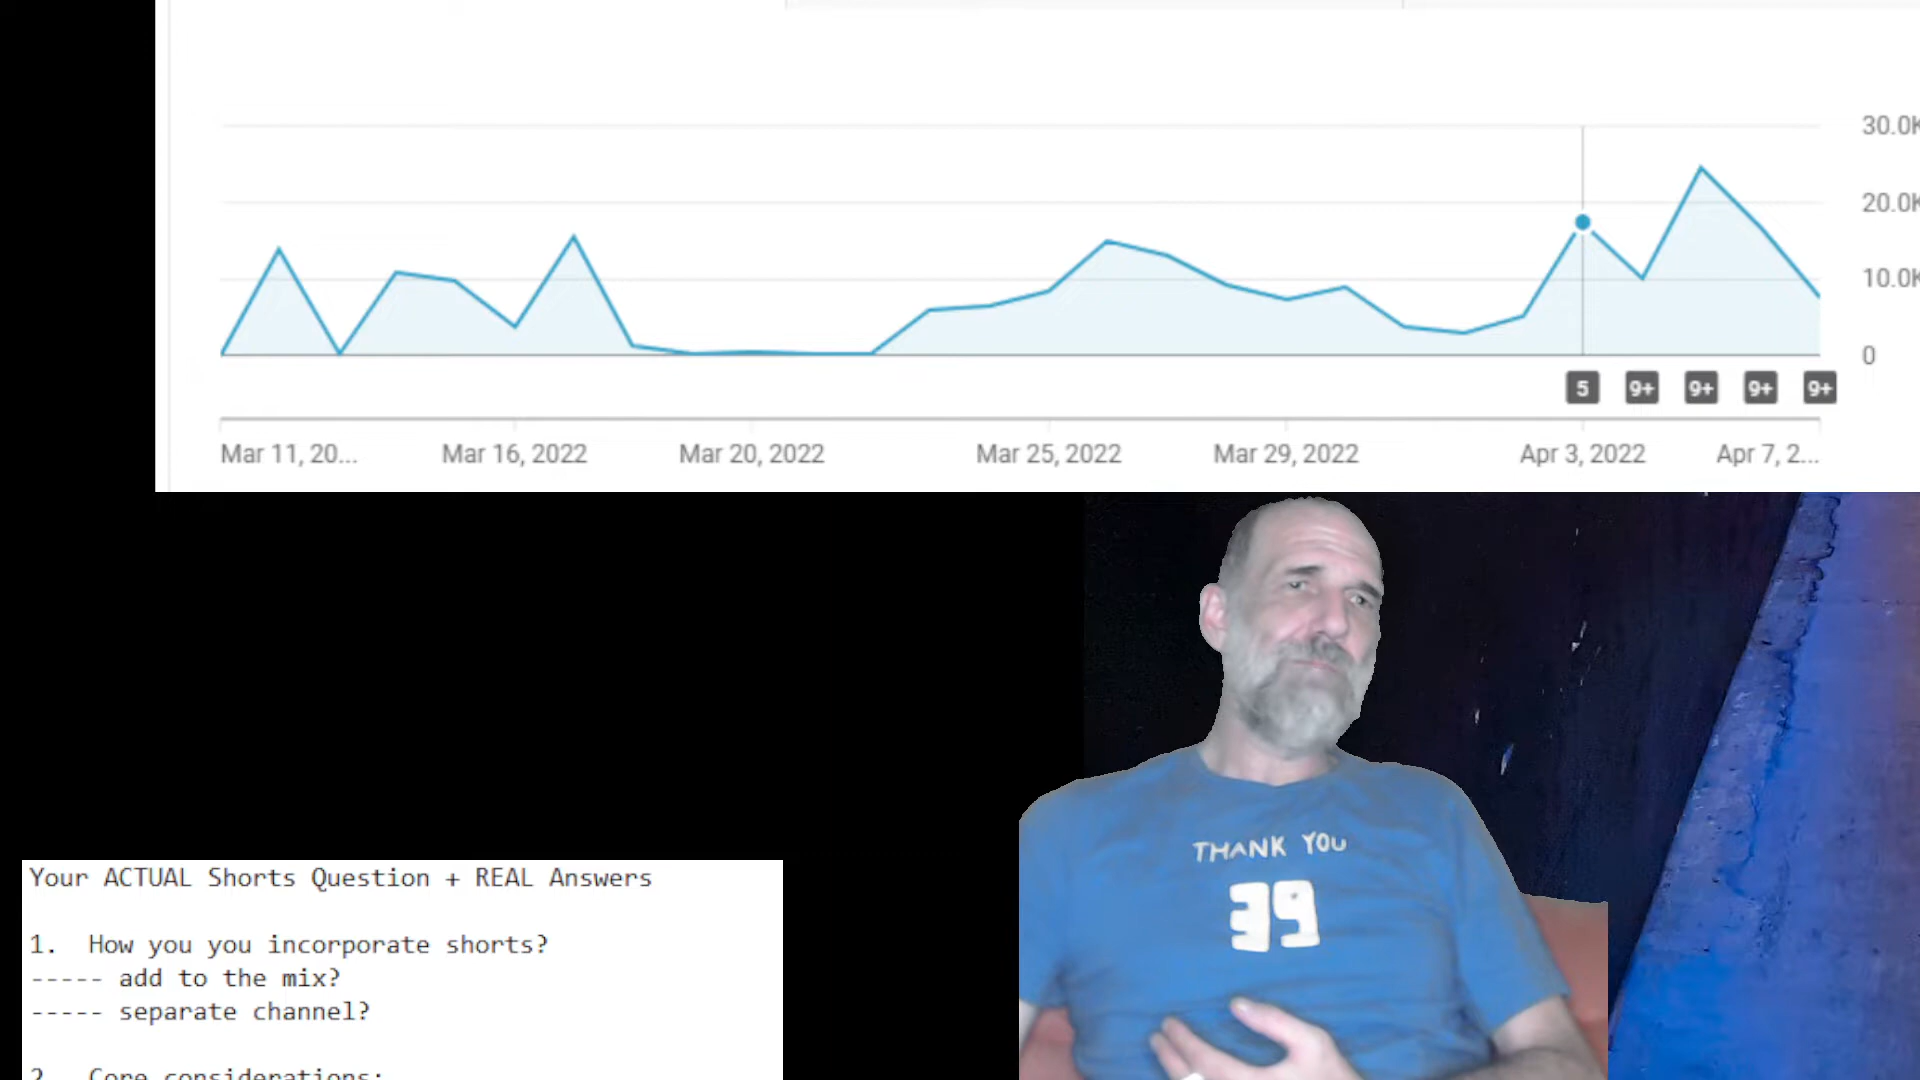 30.0K
20.0K
10.0K
0
5 9+ 9+ 9+ 9+
Mar 11, 20... Mar 16, 2022 Mar 20, 2022 Mar 25, 2022 Mar 29, 2022 Apr 3, 2022 Apr 7, 2...
THANK YOU
39
Your ACTUAL Shorts Question + REAL Answers
1. How you you incorporate shorts?
----- add to the mix?
----- separate channel?
2. Core considerations: